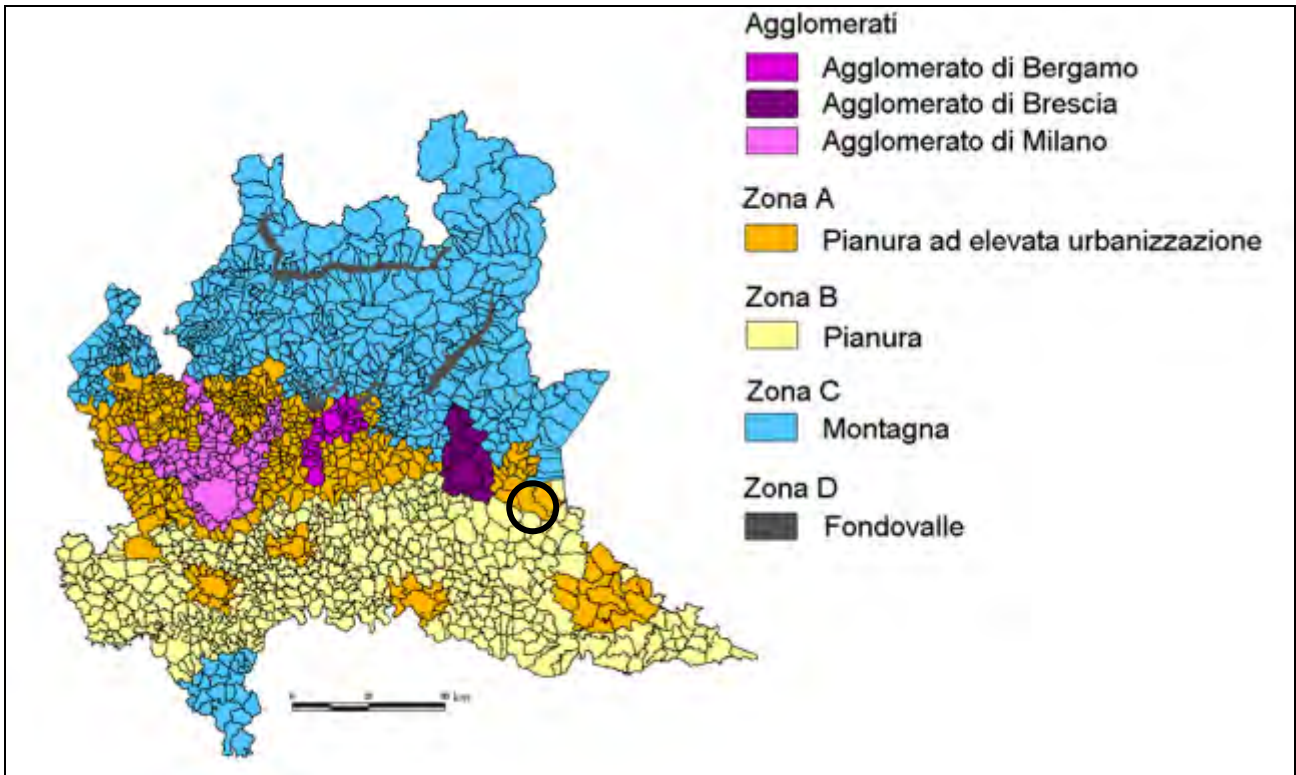 Agglomerati
Agglomerato di Bergamo
Agglomerato di Brescia
Agglomerato di Milano
Zona A
Pianura ad elevata urbanizzazione
Zona B
Pianura
Zona C
Montagna
Zona D
Fondovalle